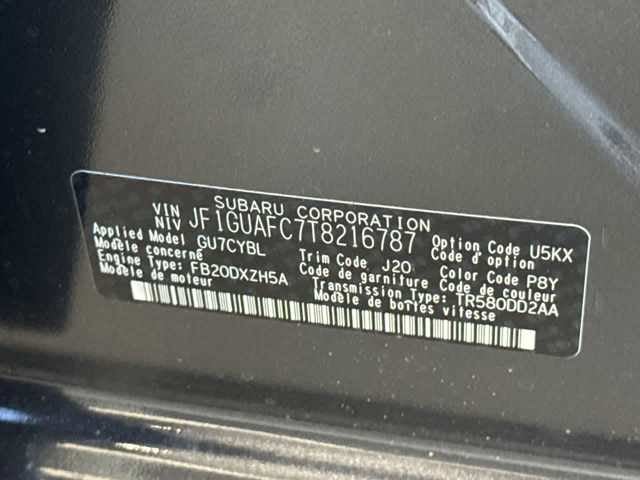 SUBARU CORPORATION
VIN
NIV JF1GUAFC7T8216787
Applied Model GU7CYBL Trim Code J20 Option Code U5KX
Modèle concerné Code de garniture Code d'option
Engine Type: FB20DXZH5A Color Code P8Y
Modèle de moteur Code de couleur
Transmission Type: TR580DD2AA
Modèle de boîtes vitesse